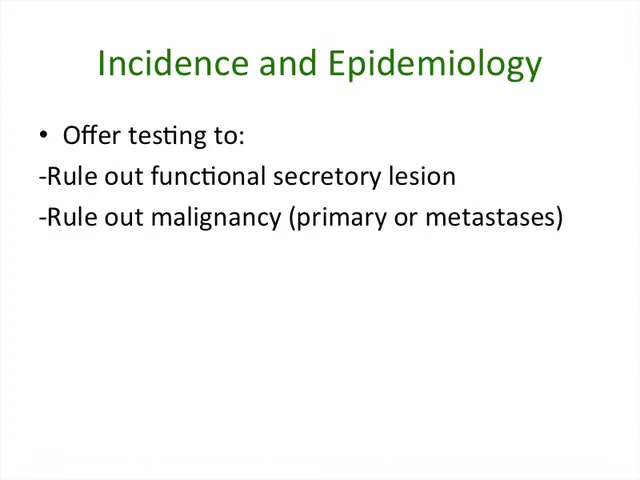 Incidence and Epidemiology
• Offer testing to:
-Rule out functional secretory lesion
-Rule out malignancy (primary or metastases)